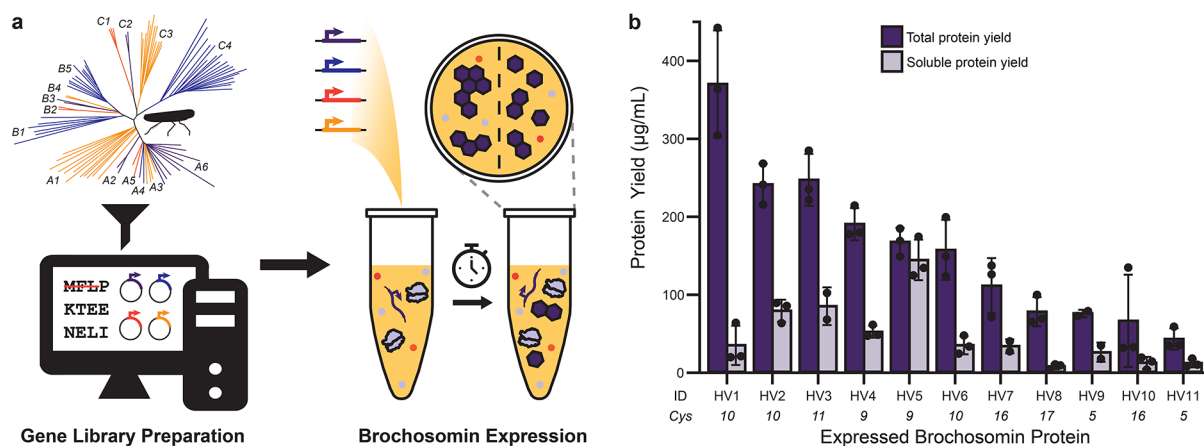 a
C1
C2
C3
C4
B5
B4
B3
B2
B1
A1
A2
A5
A4
A3
A6
MFLP
KTEE
NELI
Gene Library Preparation
Brochosomin Expression
b
Total protein yield
Soluble protein yield
Protein Yield (µg/mL)
400
300
200
100
0
ID HV1 HV2 HV3 HV4 HV5 HV6 HV7 HV8 HV9 HV10 HV11
Cys 10 10 11 9 9 10 16 17 5 16 5
Expressed Brochosomin Protein